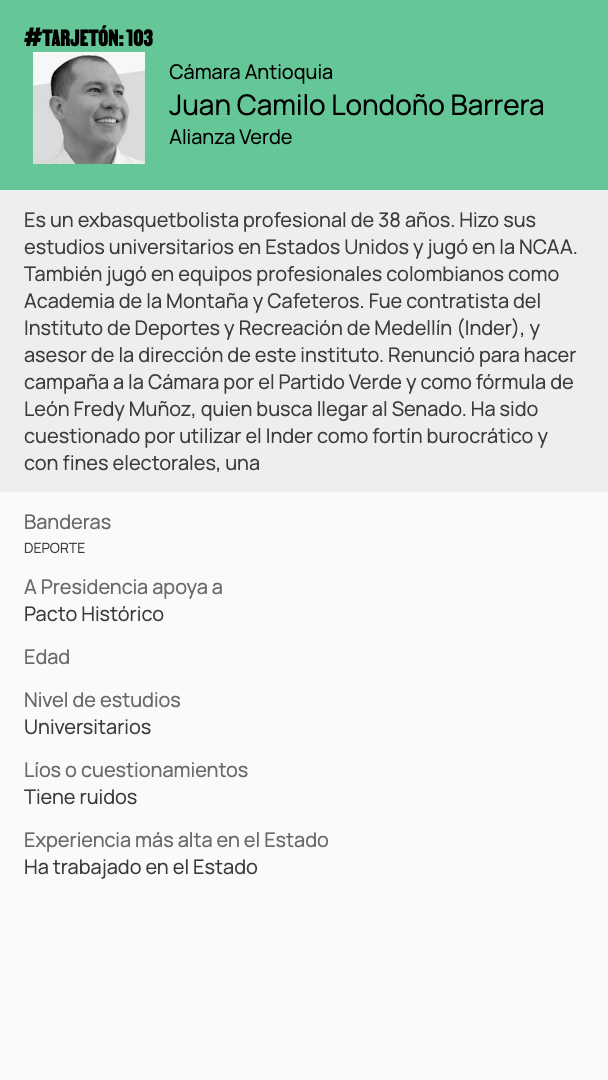 #TARJETÓN: 103
Cámara Antioquia
Juan Camilo Londoño Barrera
Alianza Verde
Es un exbasquetbolista profesional de 38 años. Hizo sus
estudios universitarios en Estados Unidos y jugó en la NCAA.
También jugó en equipos profesionales colombianos como
Academia de la Montaña y Cafeteros. Fue contratista del
Instituto de Deportes y Recreación de Medellín (Inder), y
asesor de la dirección de este instituto. Renunció para hacer
campaña a la Cámara por el Partido Verde y como fórmula de
León Fredy Muñoz, quien busca llegar al Senado. Ha sido
cuestionado por utilizar el Inder como fortín burocrático y
con fines electorales, una
Banderas
DEPORTE
A Presidencia apoya a
Pacto Histórico
Edad
Nivel de estudios
Universitarios
Líos o cuestionamientos
Tiene ruidos
Experiencia más alta en el Estado
Ha trabajado en el Estado